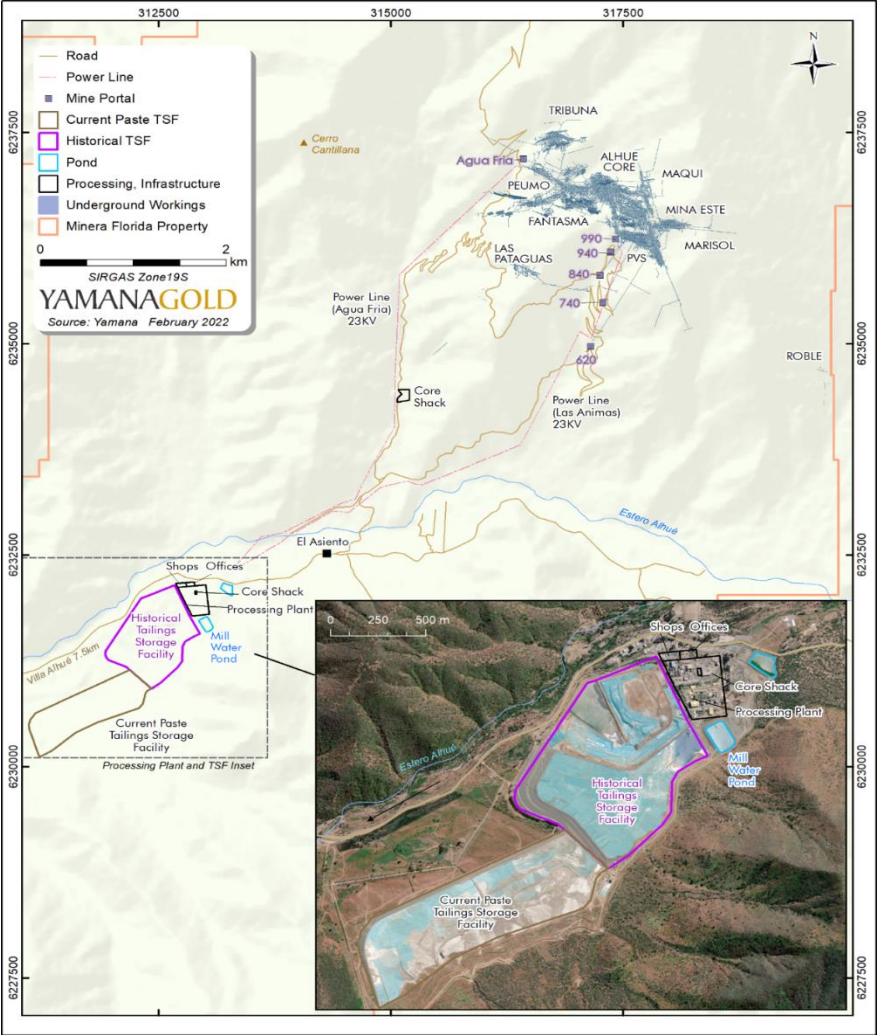 312500
315000
317500
Road
Power Line
Mine Portal
Current Paste TSF
Historical TSF
Pond
Processing, Infrastructure
Underground Workings
Minera Florida Property
0
2
km
SIRGAS Zone19S
YAMANAGOLD
Source: Yamana February 2022
N
6237500
6237500
Cerro
Cantillana
TRIBUNA
Agua Fria
ALHUE
CORE
MAQUI
PEUMO
MINA ESTE
FANTASMA
990
MARISOL
LAS
PATAGUAS
940
PVS
840
740
Power Line
(Agua Fria)
23KV
6235000
6235000
620
ROBLE
Core
Shack
Power Line
(Las Animas)
23KV
Estero Alhué
El Asiento
6232500
6232500
Shops Offices
Core Shack
Processing Plant
Historical
Tailings
Storage
Facility
Mill
Water
Pond
Villa Alhué 7.5km
Current Paste
Tailings Storage
Facility
Processing Plant and TSF Inset
6230000
6230000
0
250
500 m
Shops Offices
Core Shack
Processing Plant
Mill
Water
Pond
Estero Alhué
Historical
Tailings
Storage
Facility
Current Paste
Tailings Storage
Facility
6227500
6227500